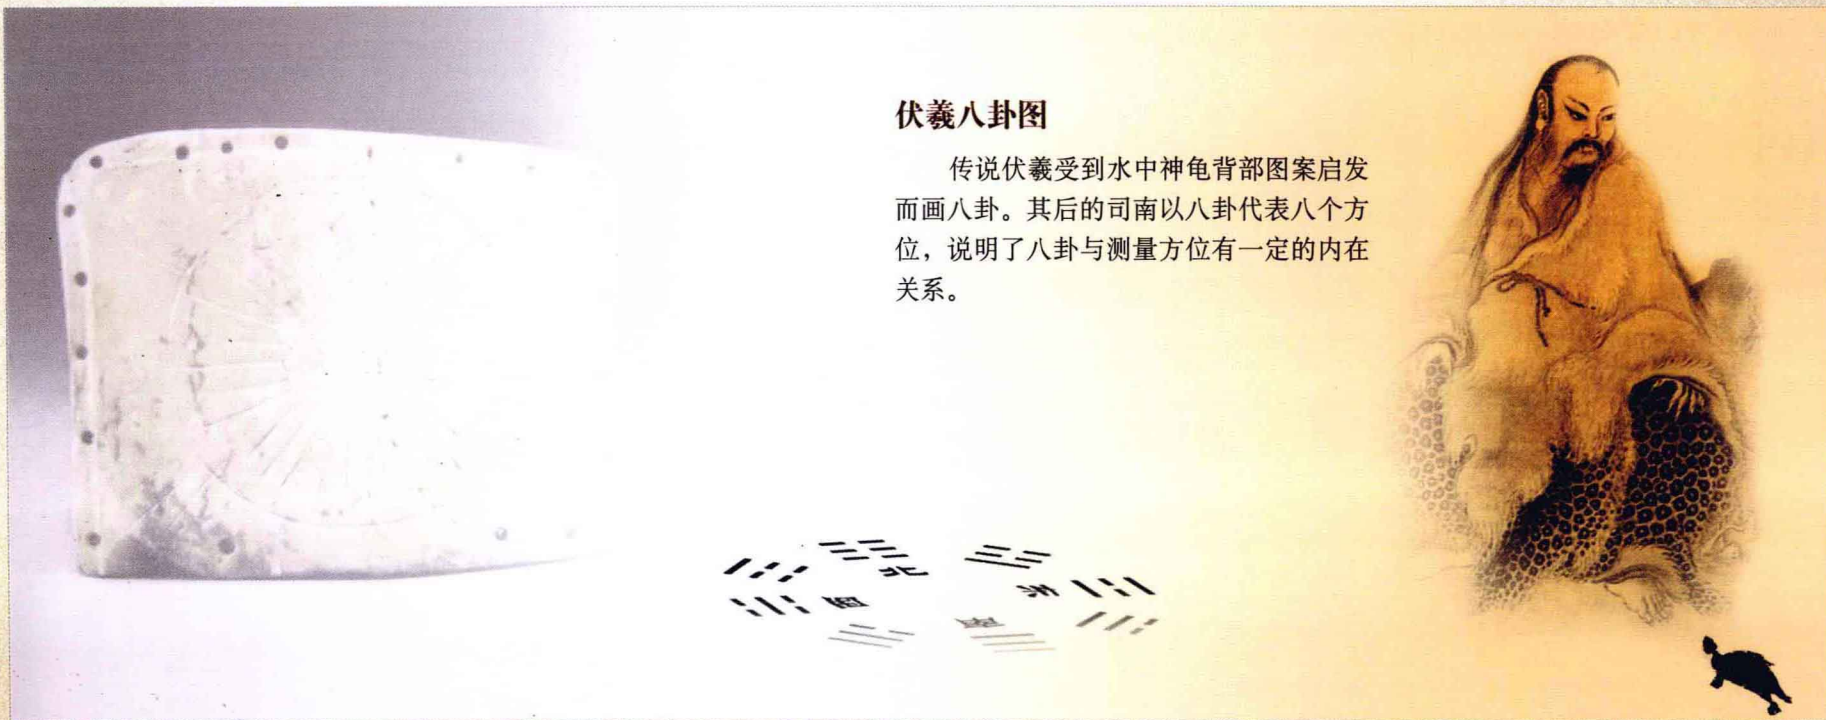 伏羲八卦图
传说伏羲受到水中神龟背部图案启发
而画八卦。其后的司南以八卦代表八个方
位，说明了八卦与测量方位有一定的内在
关系。
北
东
西
南